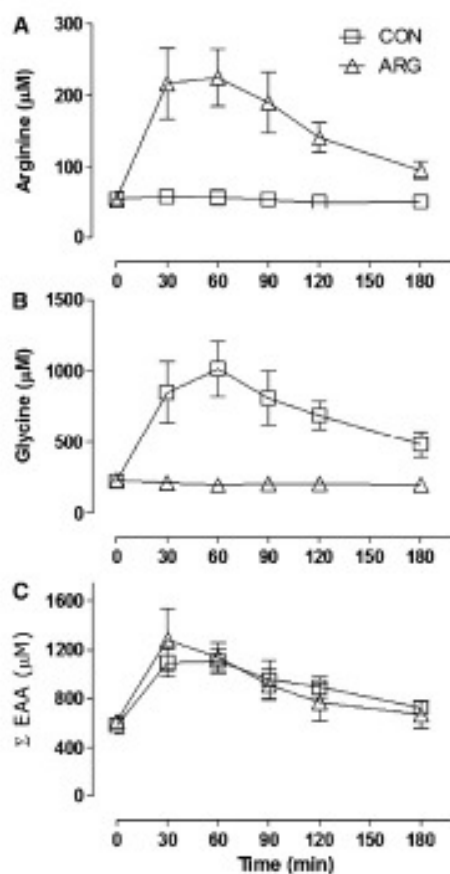 A
300
200
100
0
Arginine (µM)
CON
ARG
0 30 60 90 120 150 180
B
1500
1000
500
0
Glycine (µM)
0 30 60 90 120 150 180
C
1600
1200
800
400
0
Σ EAA (µM)
0 30 60 90 120 150 180
Time (min)